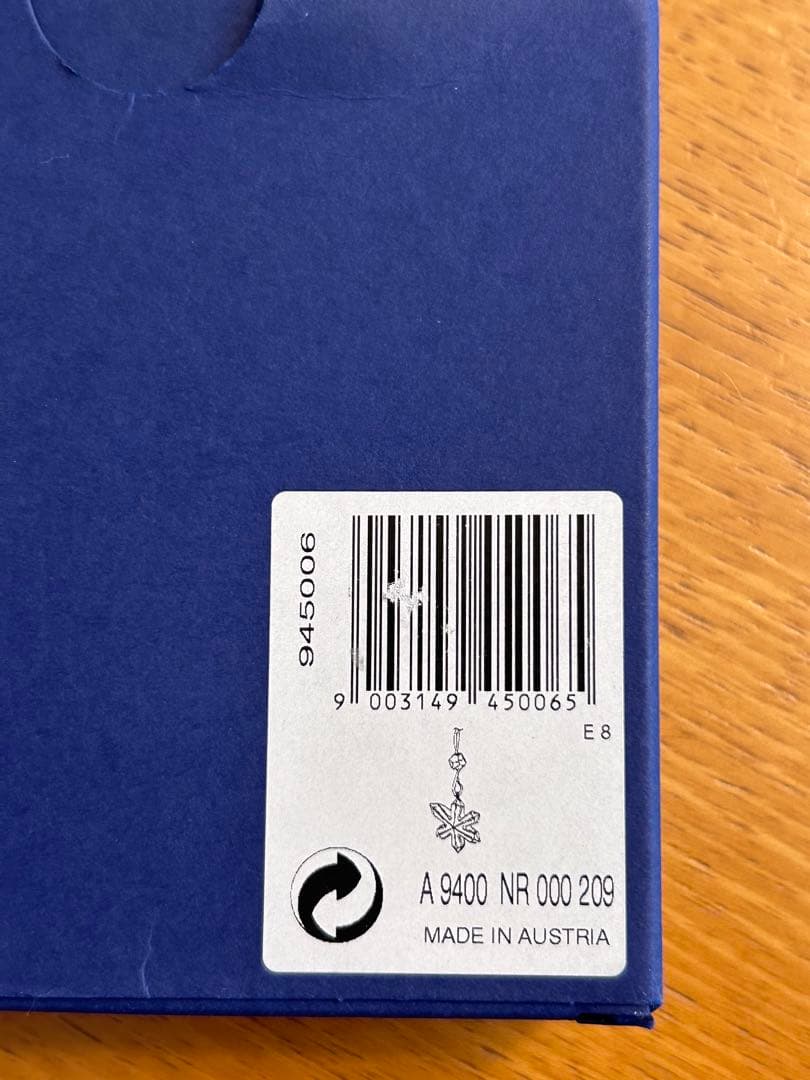 945006
9 003149 450065
E 8
A 9400 NR 000 209
MADE IN AUSTRIA